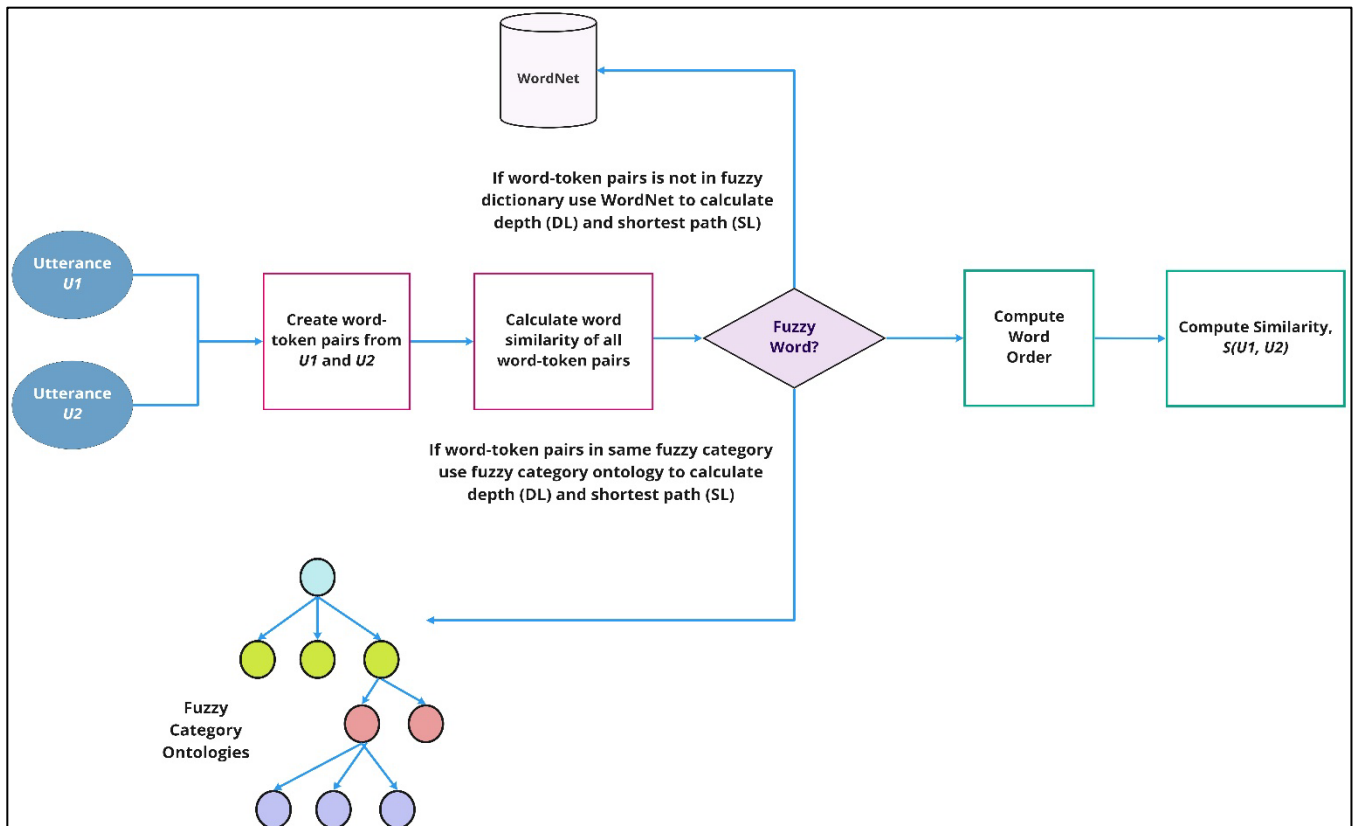 WordNet
If word-token pairs is not in fuzzy
dictionary use WordNet to calculate
depth (DL) and shortest path (SL)
Utterance
U1
Utterance
U2
Create word-
token pairs from
U1 and U2
Calculate word
similarity of all
word-token pairs
Fuzzy
Word?
Compute
Word
Order
Compute Similarity,
S(U1, U2)
If word-token pairs in same fuzzy category
use fuzzy category ontology to calculate
depth (DL) and shortest path (SL)
Fuzzy
Category
Ontologies